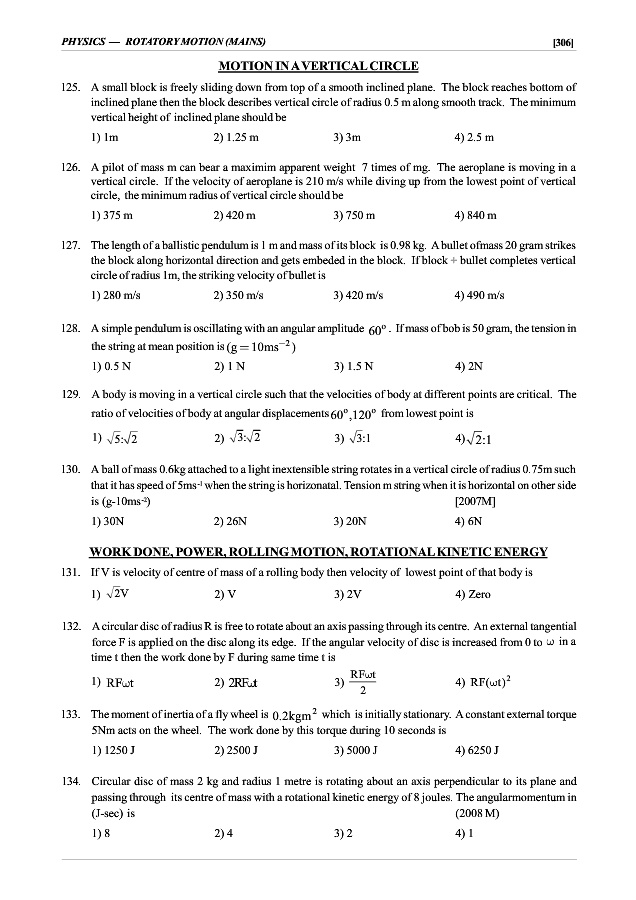 PHYSICS — ROTATORY MOTION (MAINS) [306]
MOTION IN A VERTICAL CIRCLE
125. A small block is freely sliding down from top of a smooth inclined plane. The block reaches bottom of
inclined plane then the block describes vertical circle of radius 0.5 m along smooth track. The minimum
vertical height of inclined plane should be
1) 1m 2) 1.25 m 3) 3m 4) 2.5 m
126. A pilot of mass m can bear a maximim apparent weight 7 times of mg. The aeroplane is moving in a
vertical circle. If the velocity of aeroplane is 210 m/s while diving up from the lowest point of vertical
circle, the minimum radius of vertical circle should be
1) 375 m 2) 420 m 3) 750 m 4) 840 m
127. The length of a ballistic pendulum is 1 m and mass of its block is 0.98 kg. A bullet ofmass 20 gram strikes
the block along horizontal direction and gets embeded in the block. If block + bullet completes vertical
circle of radius 1m, the striking velocity of bullet is
1) 280 m/s 2) 350 m/s 3) 420 m/s 4) 490 m/s
128. A simple pendulum is oscillating with an angular amplitude 60°. If mass of bob is 50 gram, the tension in
the string at mean position is (g = 10ms⁻²)
1) 0.5 N 2) 1 N 3) 1.5 N 4) 2N
129. A body is moving in a vertical circle such that the velocities of body at different points are critical. The
ratio of velocities of body at angular displacements 60°,120° from lowest point is
1) √5:√2 2) √3:√2 3) √3:1 4) √2:1
130. A ball of mass 0.6kg attached to a light inextensible string rotates in a vertical circle of radius 0.75m such
that it has speed of 5ms⁻¹ when the string is horizonatal. Tension m string when it is horizontal on other side
is (g-10ms⁻²) [2007M]
1) 30N 2) 26N 3) 20N 4) 6N
WORK DONE, POWER, ROLLING MOTION, ROTATIONAL KINETIC ENERGY
131. If V is velocity of centre of mass of a rolling body then velocity of lowest point of that body is
1) √2V 2) V 3) 2V 4) Zero
132. A circular disc of radius R is free to rotate about an axis passing through its centre. An external tangential
force F is applied on the disc along its edge. If the angular velocity of disc is increased from 0 to ω in a
time t then the work done by F during same time t is
1) RFωt 2) 2RFωt 3) RFωt/2 4) RF(ωt)²
133. The moment of inertia of a fly wheel is 0.2kgm² which is initially stationary. A constant external torque
5Nm acts on the wheel. The work done by this torque during 10 seconds is
1) 1250 J 2) 2500 J 3) 5000 J 4) 6250 J
134. Circular disc of mass 2 kg and radius 1 metre is rotating about an axis perpendicular to its plane and
passing through its centre of mass with a rotational kinetic energy of 8 joules. The angularmomentum in
(J-sec) is (2008 M)
1) 8 2) 4 3) 2 4) 1